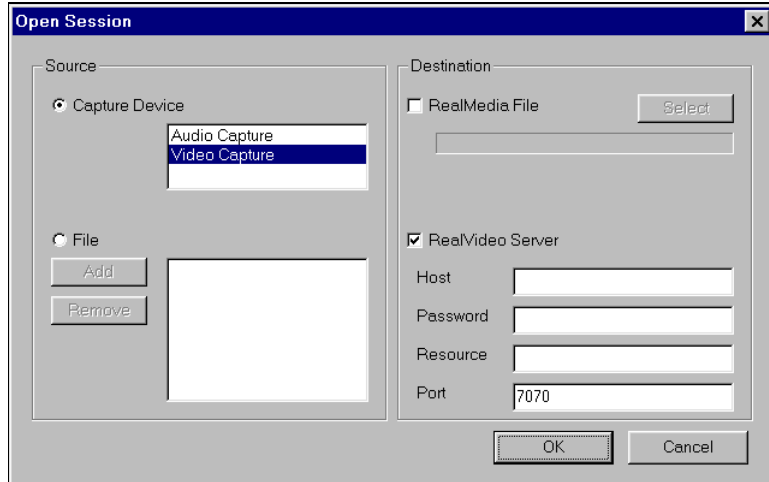 Open Session
Source
Capture Device
Audio Capture
Video Capture
File
Add
Remove
Destination
RealMedia File
Select
RealVideo Server
Host
Password
Resource
Port
7070
OK
Cancel